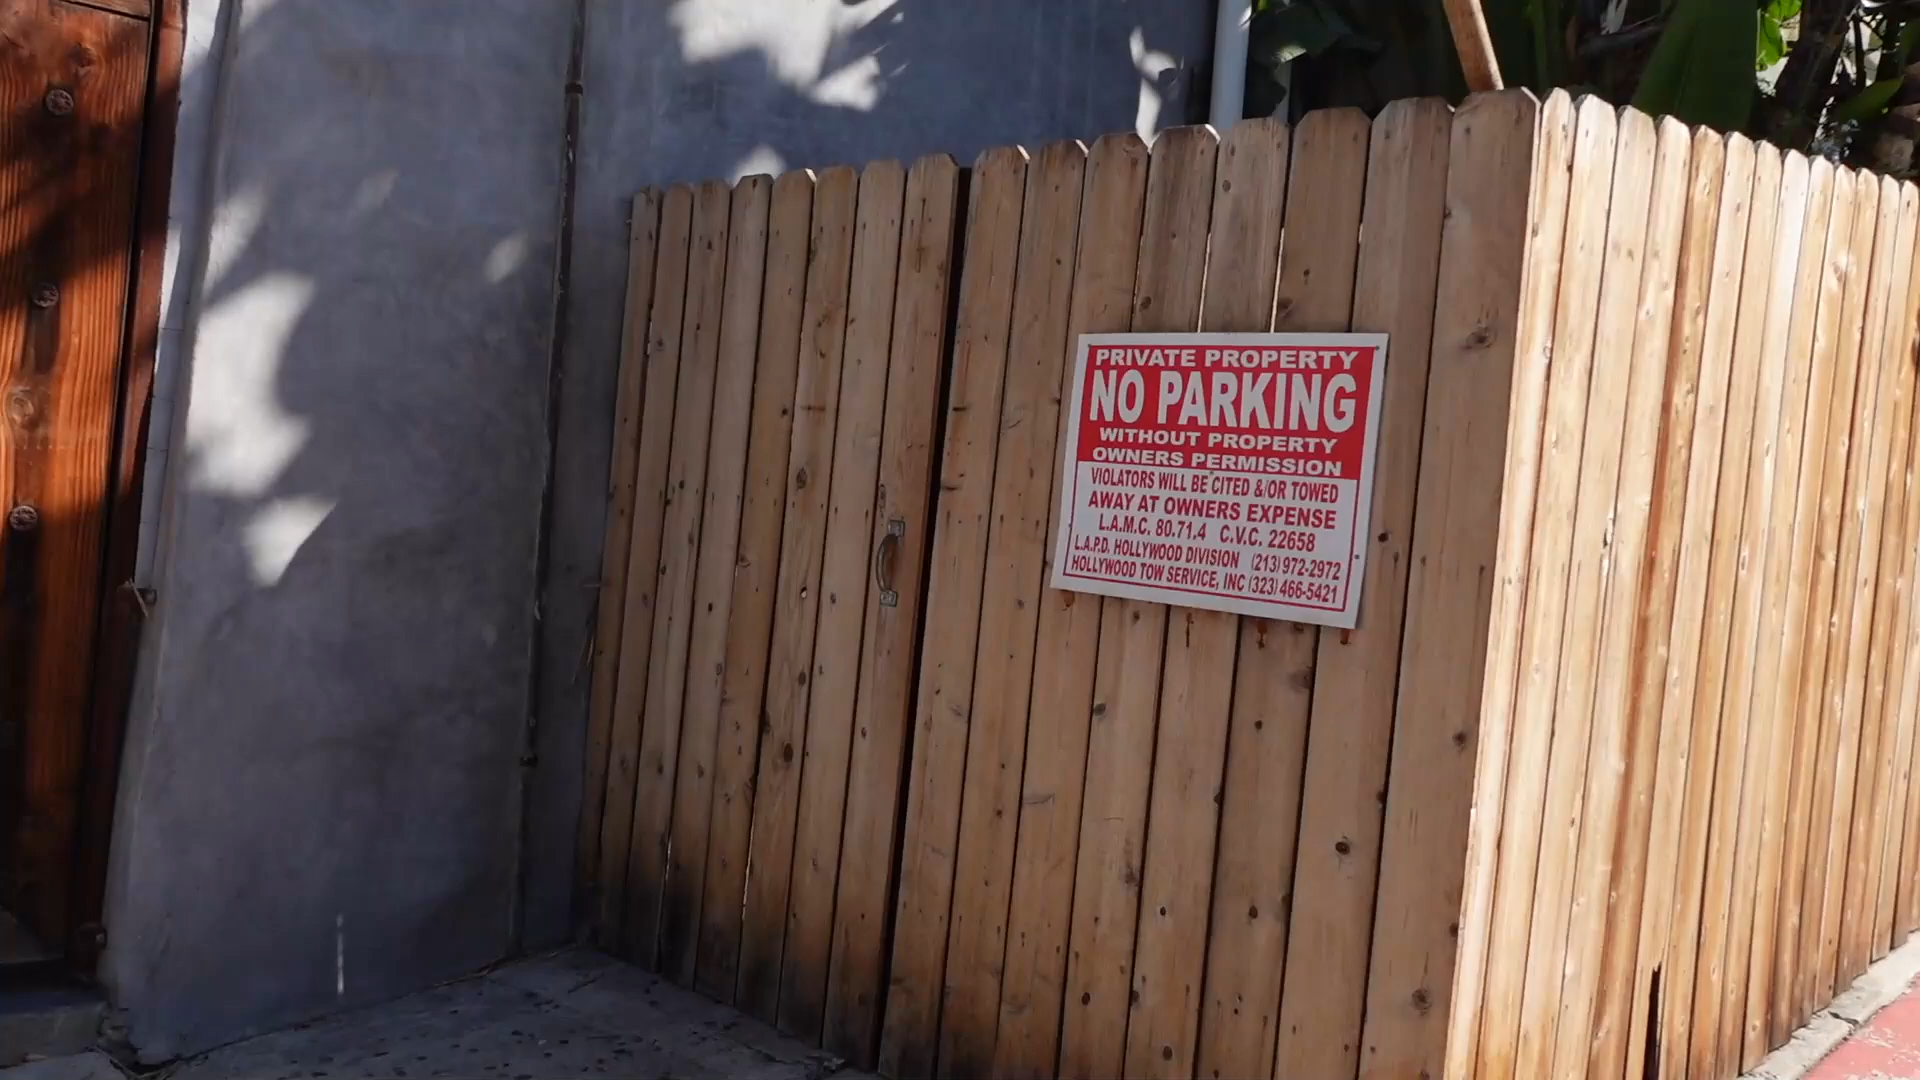 PRIVATE PROPERTY
NO PARKING
WITHOUT PROPERTY
OWNERS PERMISSION
VIOLATORS WILL BE CITED &/OR TOWED
AWAY AT OWNERS EXPENSE
L.A.M.C. 80.71.4 C.V.C. 22658
L.A.P.D. HOLLYWOOD DIVISION (213) 972-2972
HOLLYWOOD TOW SERVICE, INC (323) 466-5421